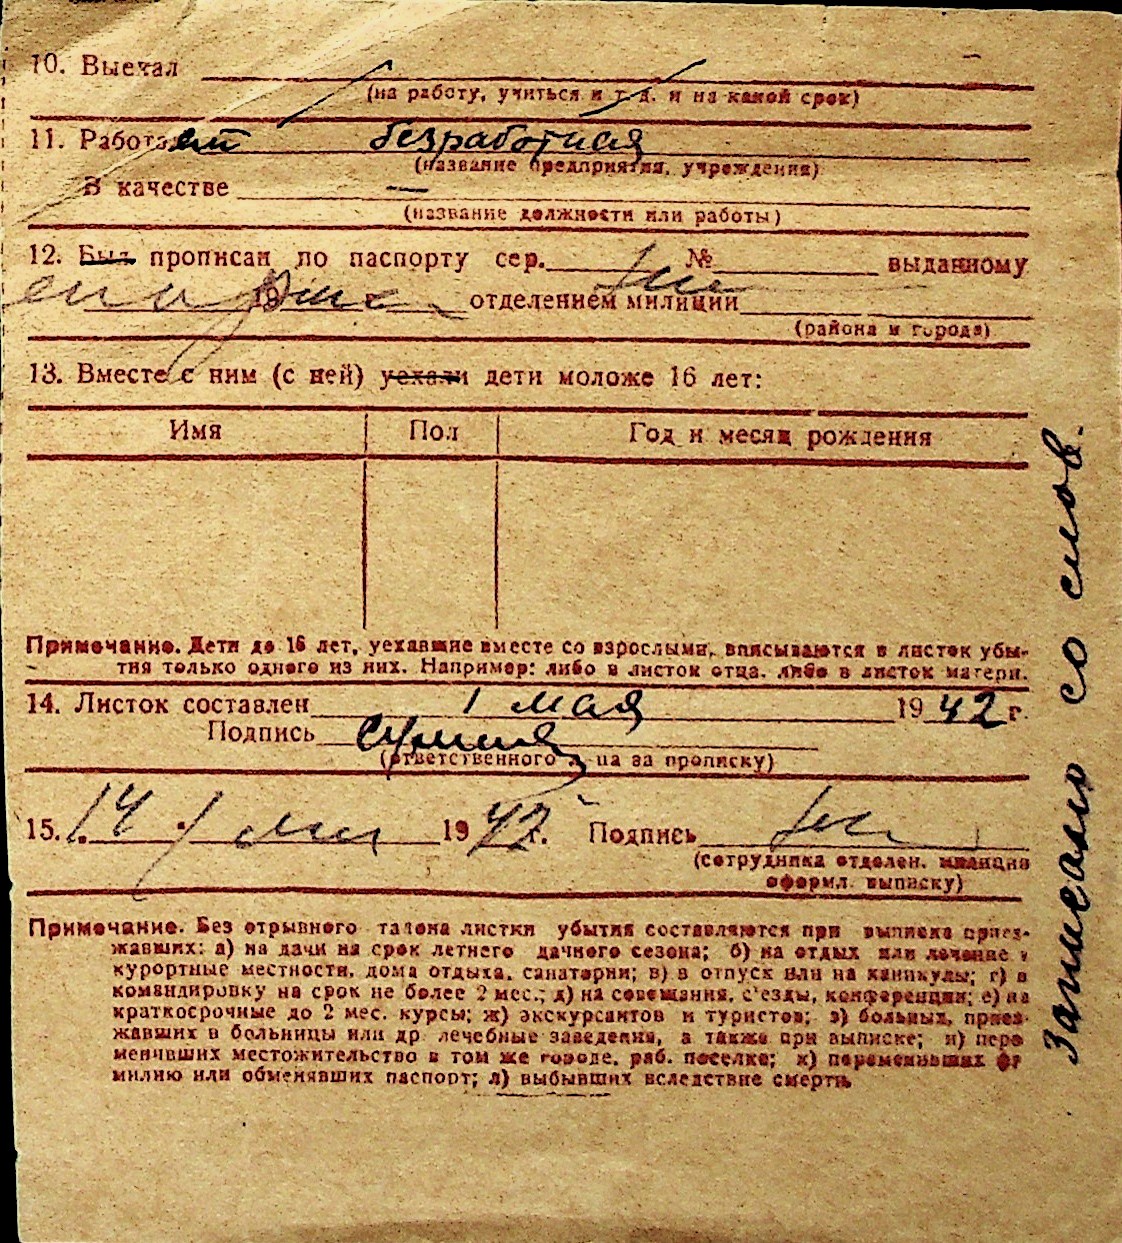 10. Выехал
(на работу, учиться и т. д. и на какой срок)
11. Работает безработная
(название предприятия, учреждения)
В качестве —
(название должности или работы)
12. Был прописан по паспорту сер. № выданному
отделением милиции
(района и города)
13. Вместе с ним (с ней) уехали дети моложе 16 лет:
Имя Пол Год и месяц рождения
Примечание. Дети до 16 лет, уехавшие вместе со взрослыми, вписываются в листок убы-
тия только одного из них. Например: либо в листок отца, либо в листок матери.
14. Листок составлен 1 мая 1942 г.
Подпись
(ответственного лица за прописку)
15. 14 1942 г. Подпись
(сотрудника отделен. милиции
оформл. выписку)
Примечание. Без отрывного талона листки убытия составляются при выписке приез-
жавших: а) на дачи на срок летнего дачного сезона; б) на отдых или лечение в
курортные местности, дома отдыха, санатории; в) в отпуск или на каникулы; г) в
командировку на срок не более 2 мес.; д) на совещания, с'езды, конференции; е) на
краткосрочные до 2 мес. курсы; ж) экскурсантов и туристов; з) больных, приез-
жавших в больницы или др лечебные заведения, а также при выписке; и) пере
менивших местожительство в том же городе, раб. поселке; к) переменивших фа
милию или обменявших паспорт; л) выбывших вследствие смерти.
Записано со слов.